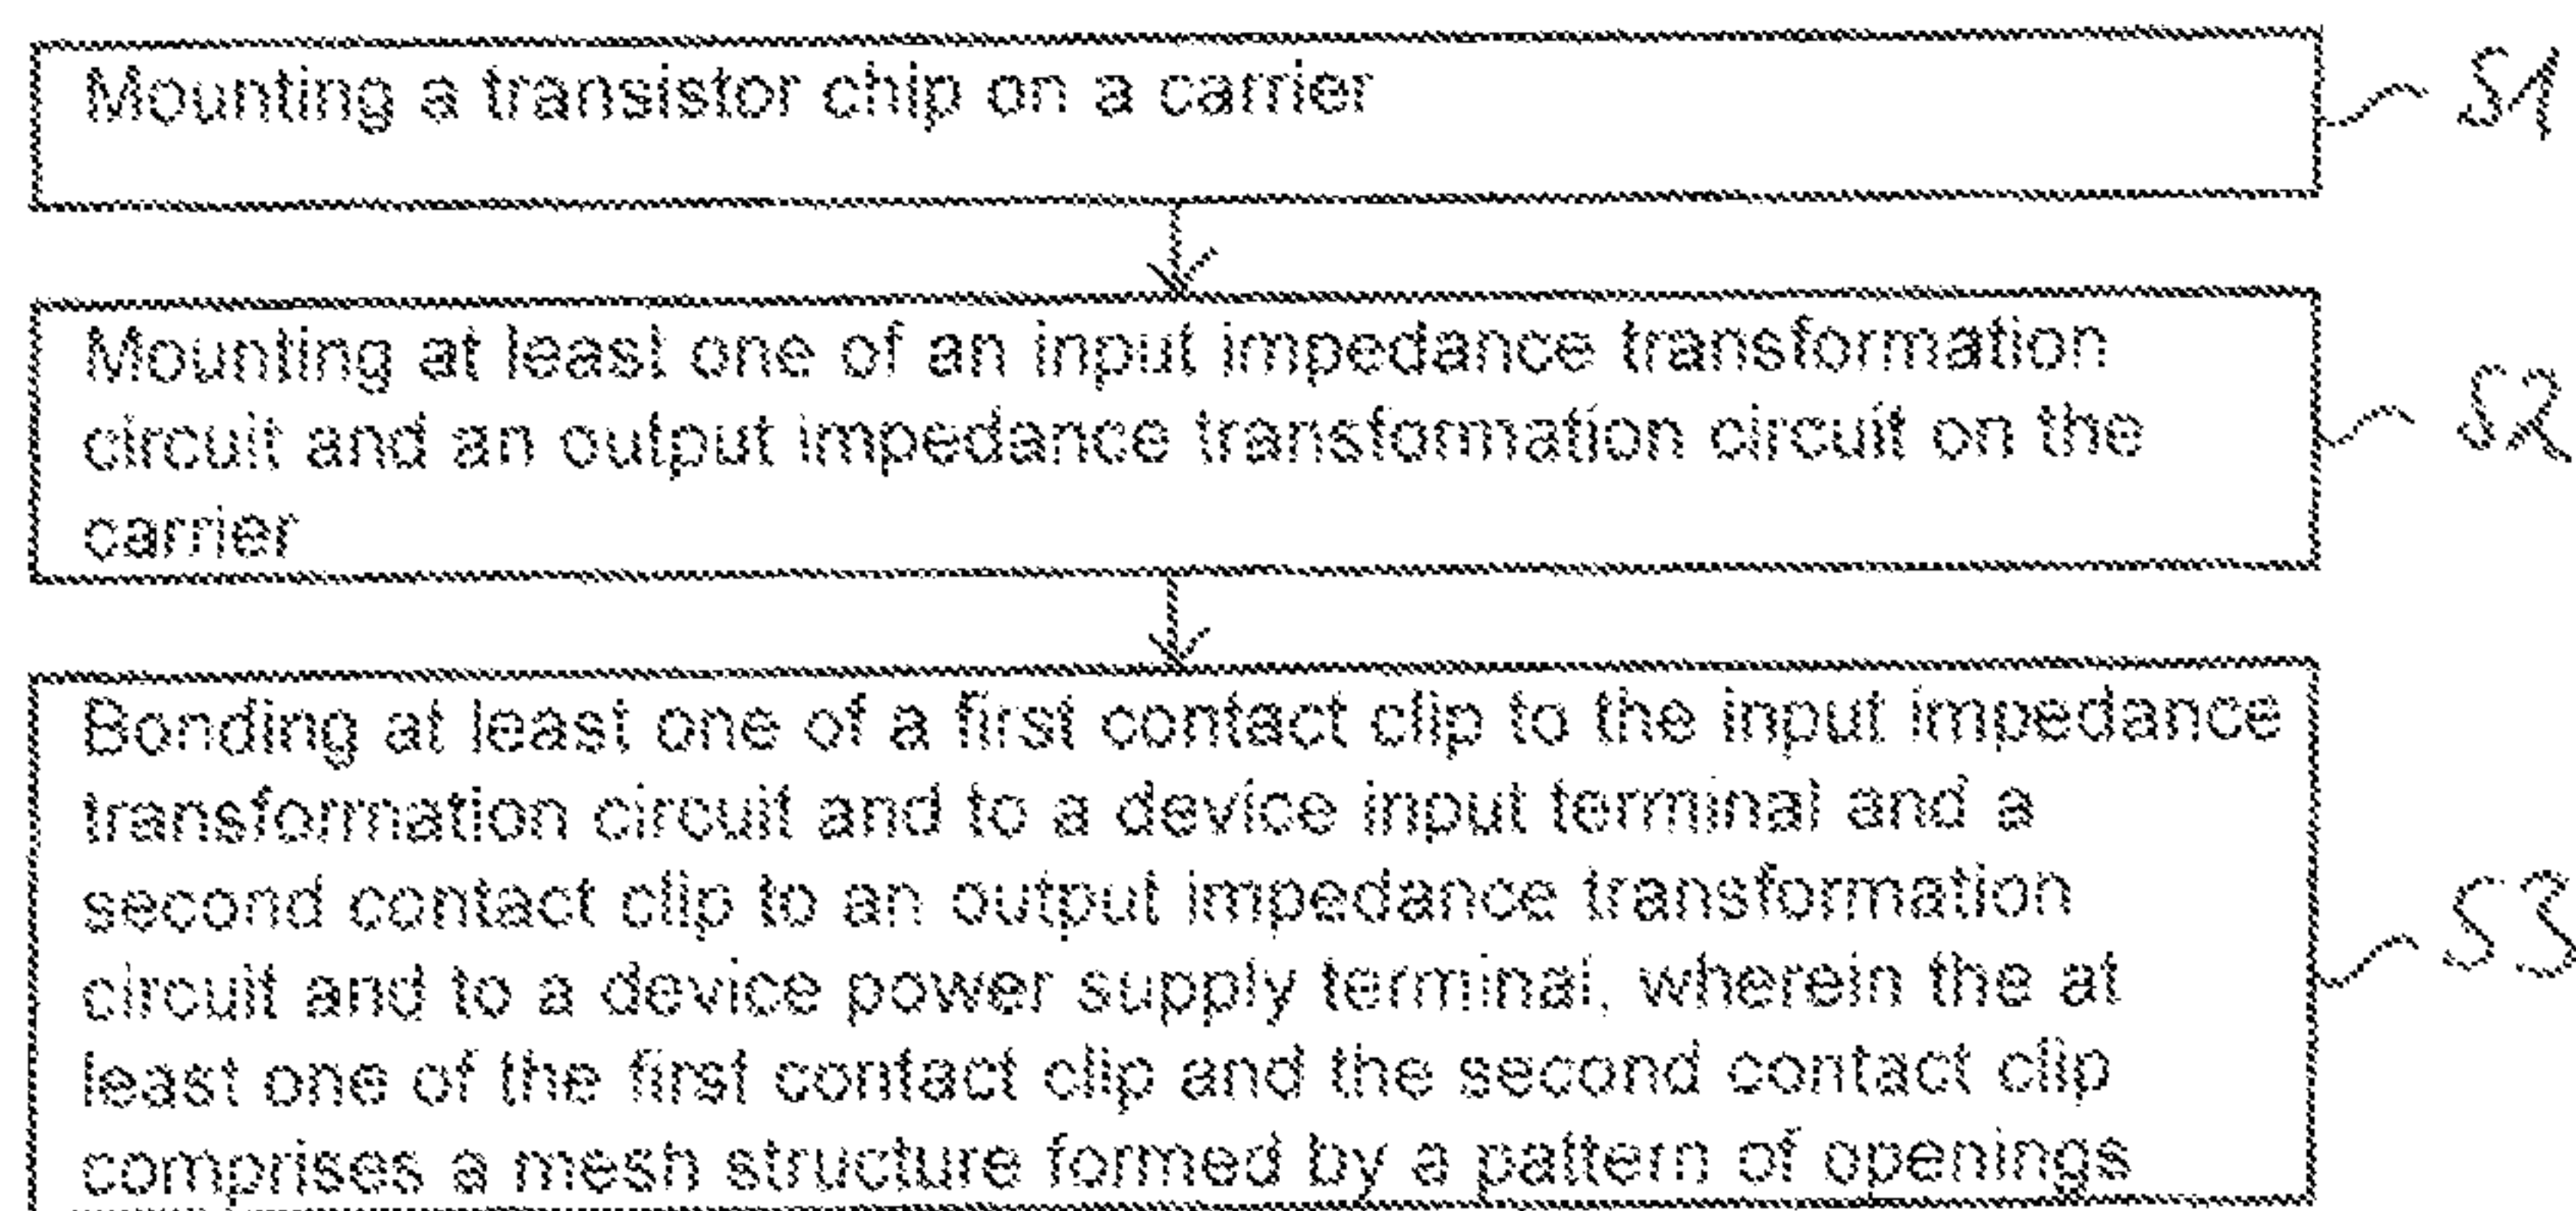 Mounting a transistor chip on a carrier
S1
Mounting at least one of an input impedance transformation
circuit and an output impedance transformation circuit on the
carrier
S2
Bonding at least one of a first contact clip to the input impedance
transformation circuit and to a device input terminal and a
second contact clip to an output impedance transformation
circuit and to a device power supply terminal, wherein the at
least one of the first contact clip and the second contact clip
comprises a mesh structure formed by a pattern of openings
S3